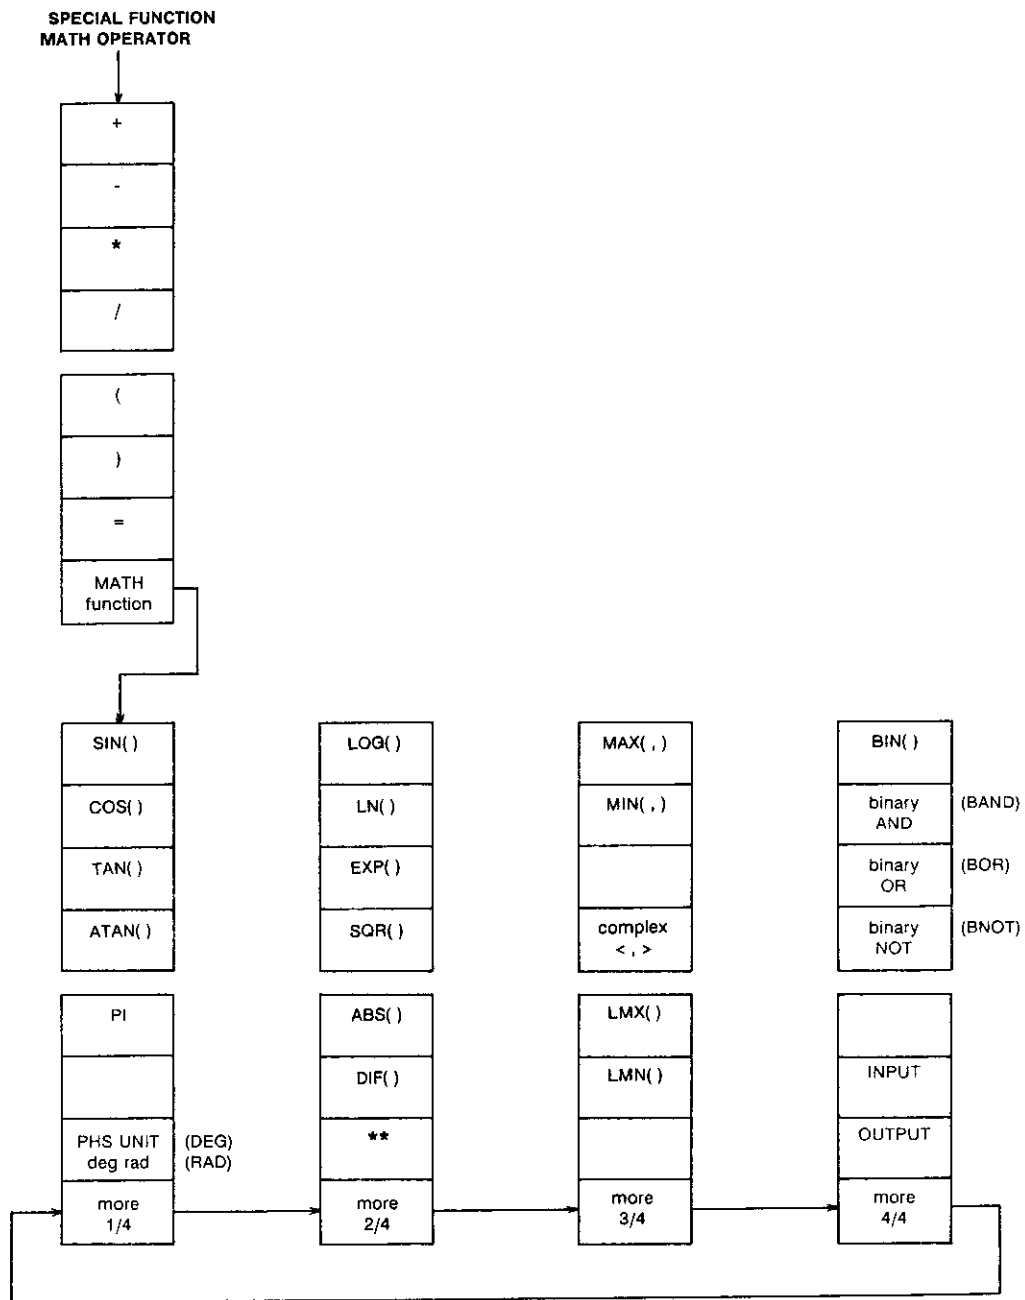 SPECIAL FUNCTION
MATH OPERATOR
+
-
*
/
(
)
=
MATH
function
SIN( )
COS( )
TAN( )
ATAN( )
PI
PHS UNIT (DEG)
deg rad (RAD)
more
1/4
LOG( )
LN( )
EXP( )
SQR( )
ABS( )
DIF( )
**
more
2/4
MAX( , )
MIN( , )
complex
< , >
LMX( )
LMN( )
more
3/4
BIN( )
binary (BAND)
AND
binary (BOR)
OR
binary (BNOT)
NOT
INPUT
OUTPUT
more
4/4